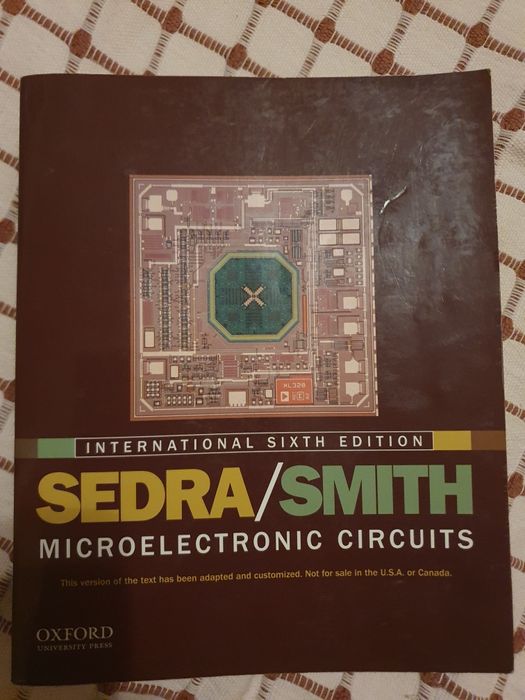 XL320
INTERNATIONAL SIXTH EDITION
SEDRA/SMITH
MICROELECTRONIC CIRCUITS
This version of the text has been adapted and customized. Not for sale in the U.S.A. or Canada.
OXFORD
UNIVERSITY PRESS